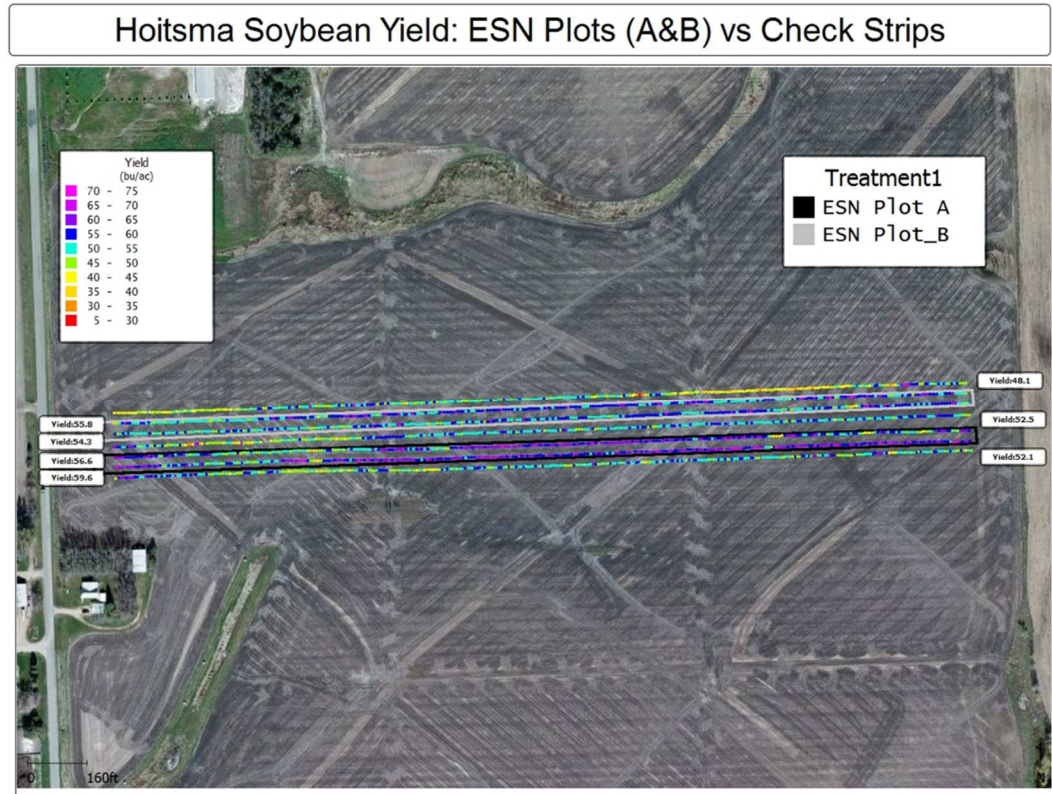 Hoitsma Soybean Yield: ESN Plots (A&B) vs Check Strips
Yield
(bu/ac)
70 - 75
65 - 70
60 - 65
55 - 60
50 - 55
45 - 50
40 - 45
35 - 40
30 - 35
5 - 30
Treatment1
ESN Plot A
ESN Plot_B
Yield:48.1
Yield:55.8
Yield:52.5
Yield:54.3
Yield:56.6
Yield:52.1
Yield:59.6
0 160ft